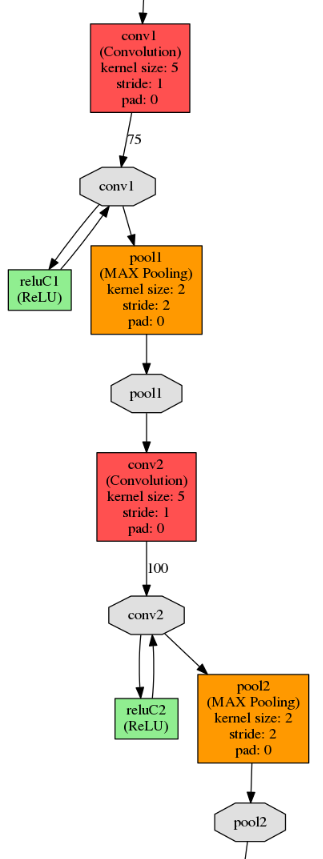 conv1
(Convolution)
kernel size: 5
stride: 1
pad: 0
75
conv1
reluC1
(ReLU)
pool1
(MAX Pooling)
kernel size: 2
stride: 2
pad: 0
pool1
conv2
(Convolution)
kernel size: 5
stride: 1
pad: 0
100
conv2
reluC2
(ReLU)
pool2
(MAX Pooling)
kernel size: 2
stride: 2
pad: 0
pool2